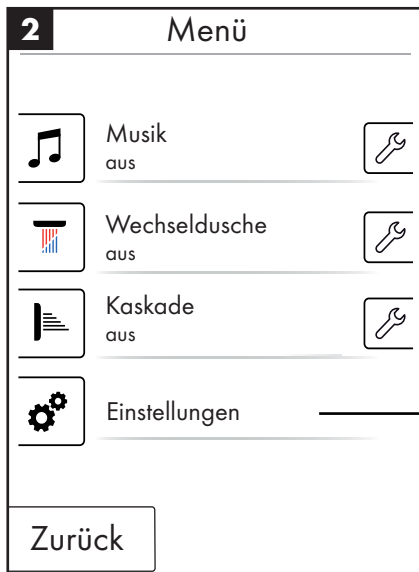 2
Menü
Musik
aus
Wechseldusche
aus
Kaskade
aus
Einstellungen
Zurück